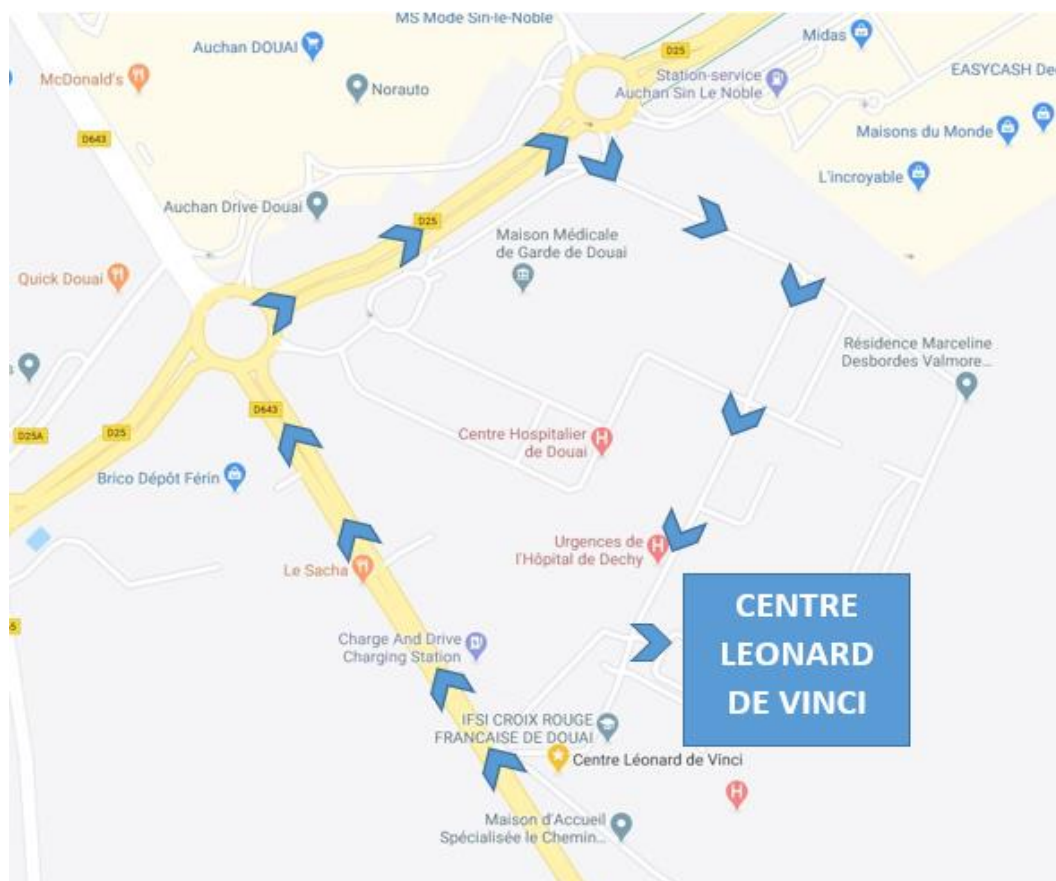 MS Mode Sin-le-Noble
Auchan DOUAI
D25
Midas
McDonald's
Norauto
Station-service
Auchan Sin Le Noble
EASYCASH De
Maisons du Monde
D643
L'incroyable
Auchan Drive Douai
D25
Maison Médicale
de Garde de Douai
Quick Douai
Résidence Marceline
Desbordes Valmore...
D643
D25A
D25
Centre Hospitalier
de Douai
Brico Dépôt Férin
Urgences de
l'Hôpital de Dechy
Le Sacha
CENTRE
LEONARD
DE VINCI
Charge And Drive
Charging Station
IFSI CROIX ROUGE
FRANCAISE DE DOUAI
Centre Léonard de Vinci
Maison d'Accueil
Spécialisée le Chemin...